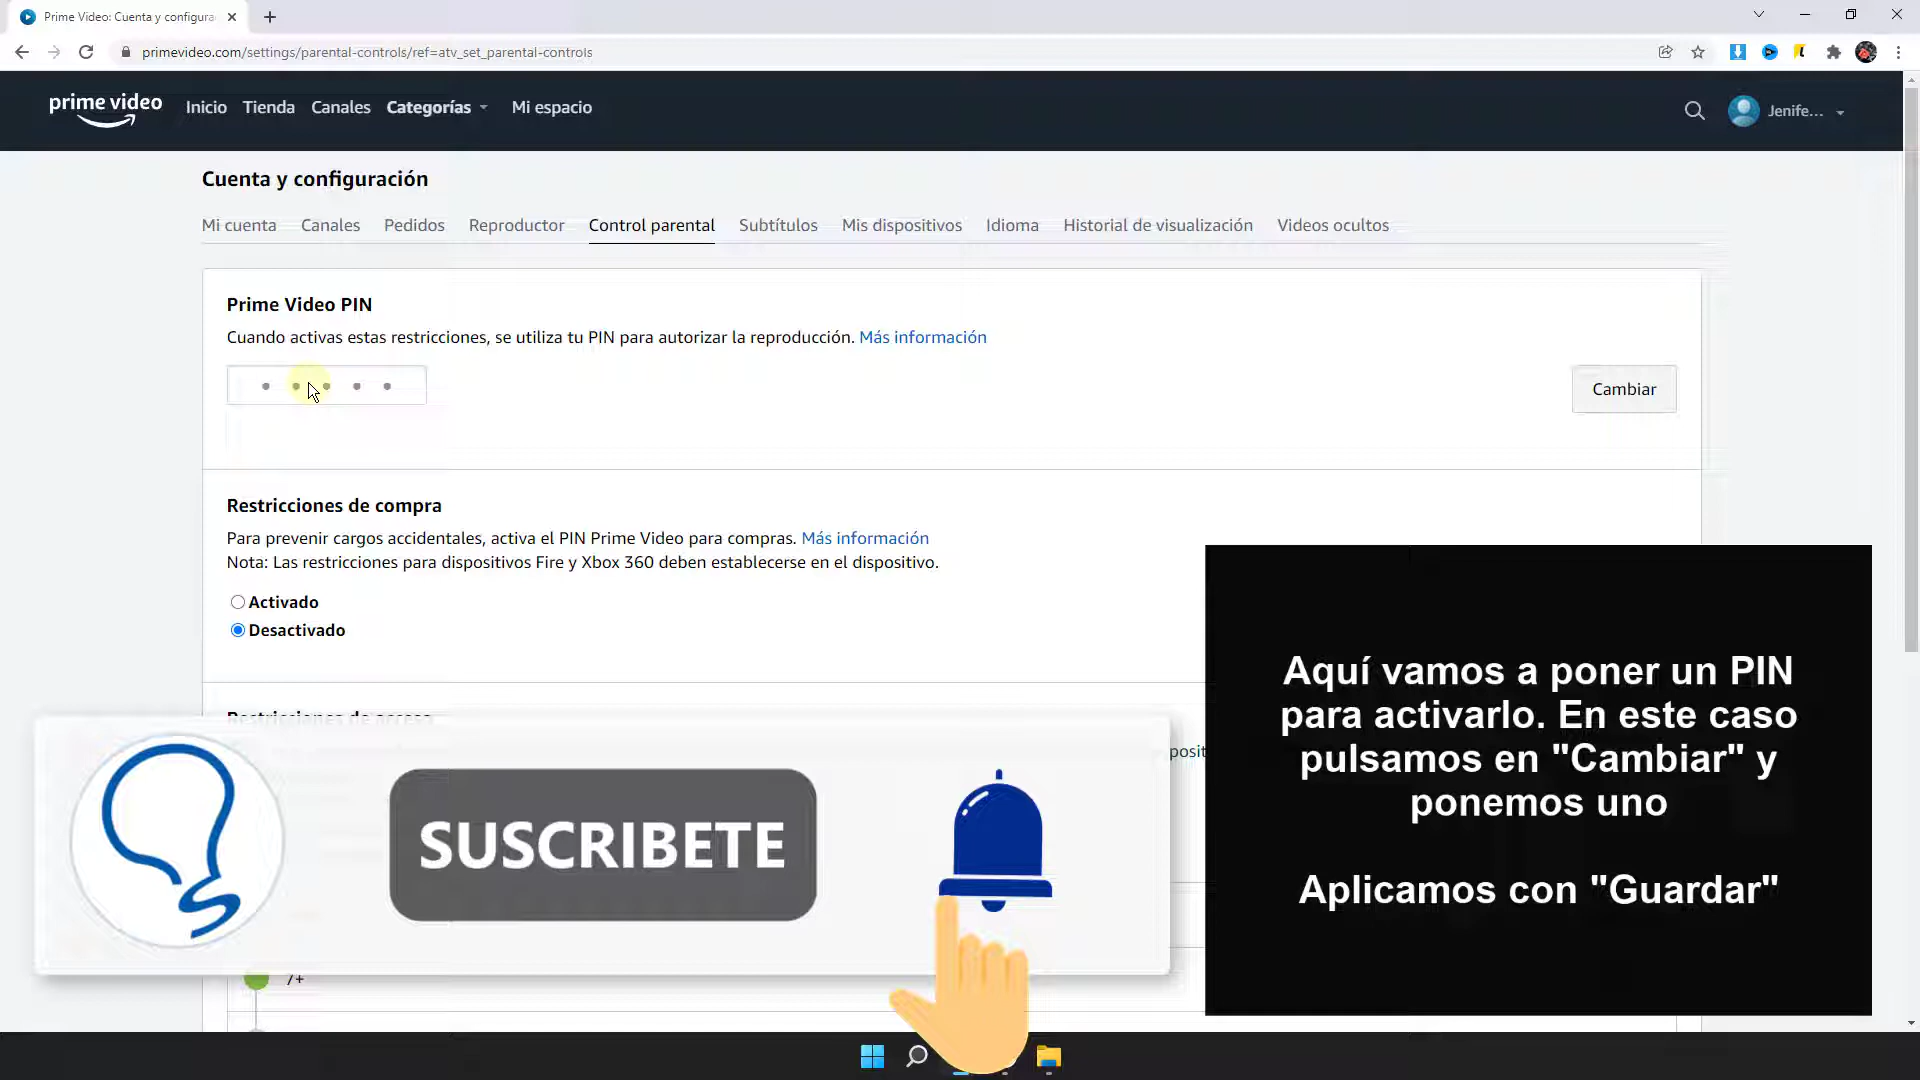 Prime Video: Cuenta y configura
primevideo.com/settings/parental-controls/ref=atv_set_parental-controls
prime video
Inicio Tienda Canales Categorías Mi espacio
Jenife...
Cuenta y configuración
Mi cuenta Canales Pedidos Reproductor Control parental Subtítulos Mis dispositivos Idioma Historial de visualización Videos ocultos
Prime Video PIN
Cuando activas estas restricciones, se utiliza tu PIN para autorizar la reproducción. Más información
Cambiar
Restricciones de compra
Para prevenir cargos accidentales, activa el PIN Prime Video para compras. Más información
Nota: Las restricciones para dispositivos Fire y Xbox 360 deben establecerse en el dispositivo.
Activado
Desactivado
Restricciones de acceso
posit
Aquí vamos a poner un PIN
para activarlo. En este caso
pulsamos en "Cambiar" y
ponemos uno
Aplicamos con "Guardar"
SUSCRIBETE
7+